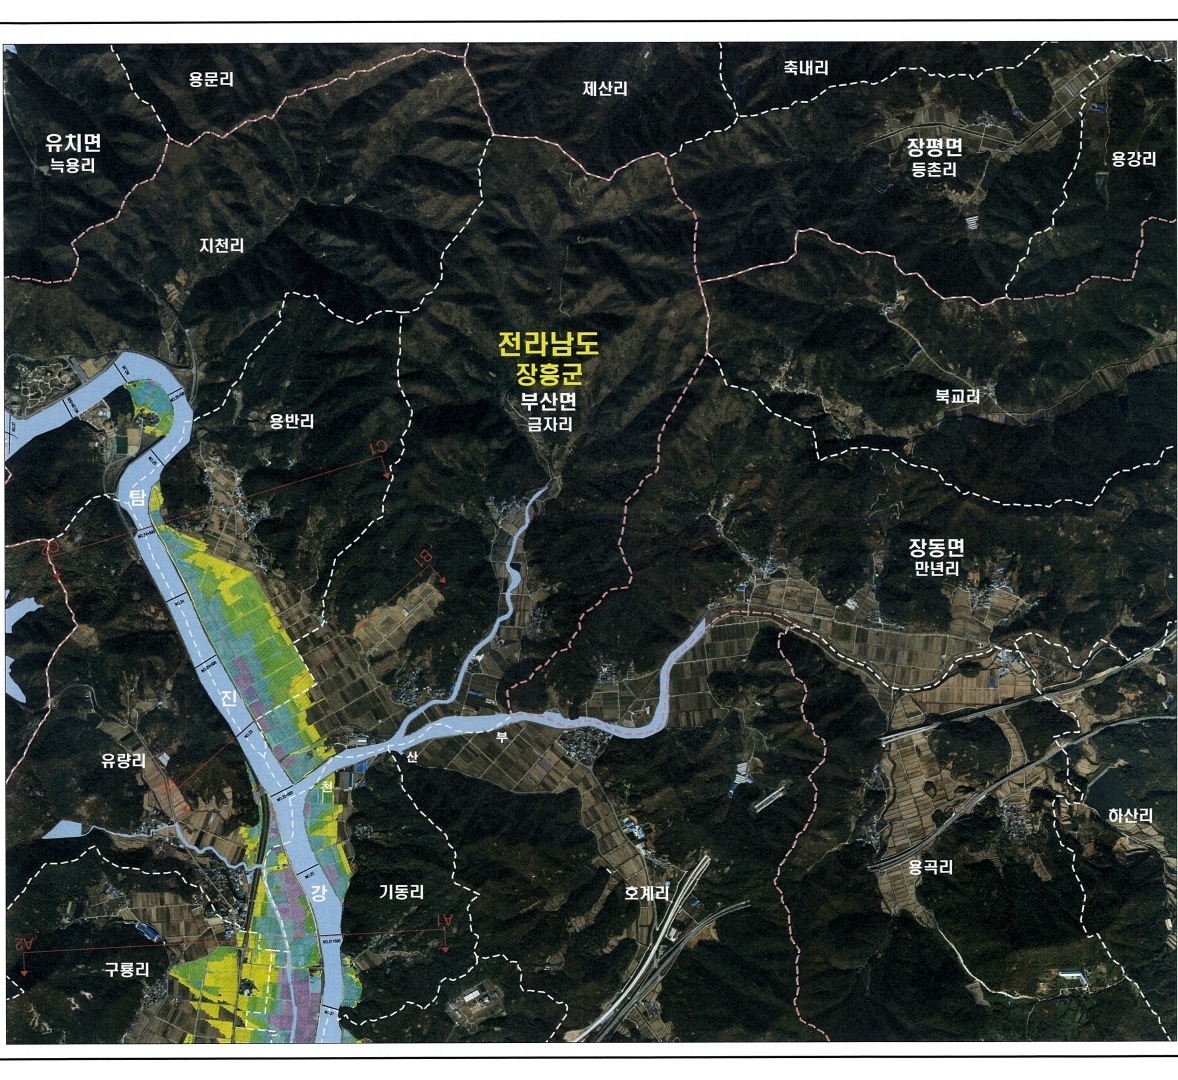 용문리
제산리
축내리
유치면
늑용리
장평면
등촌리
용강리
지천리
전라남도
장흥군
부산면
금자리
북교리
용반리
C1
탐
B1
장동면
만년리
진
부
산
유량리
천
하산리
용곡리
강
기동리
호계리
A1
A2
구룡리